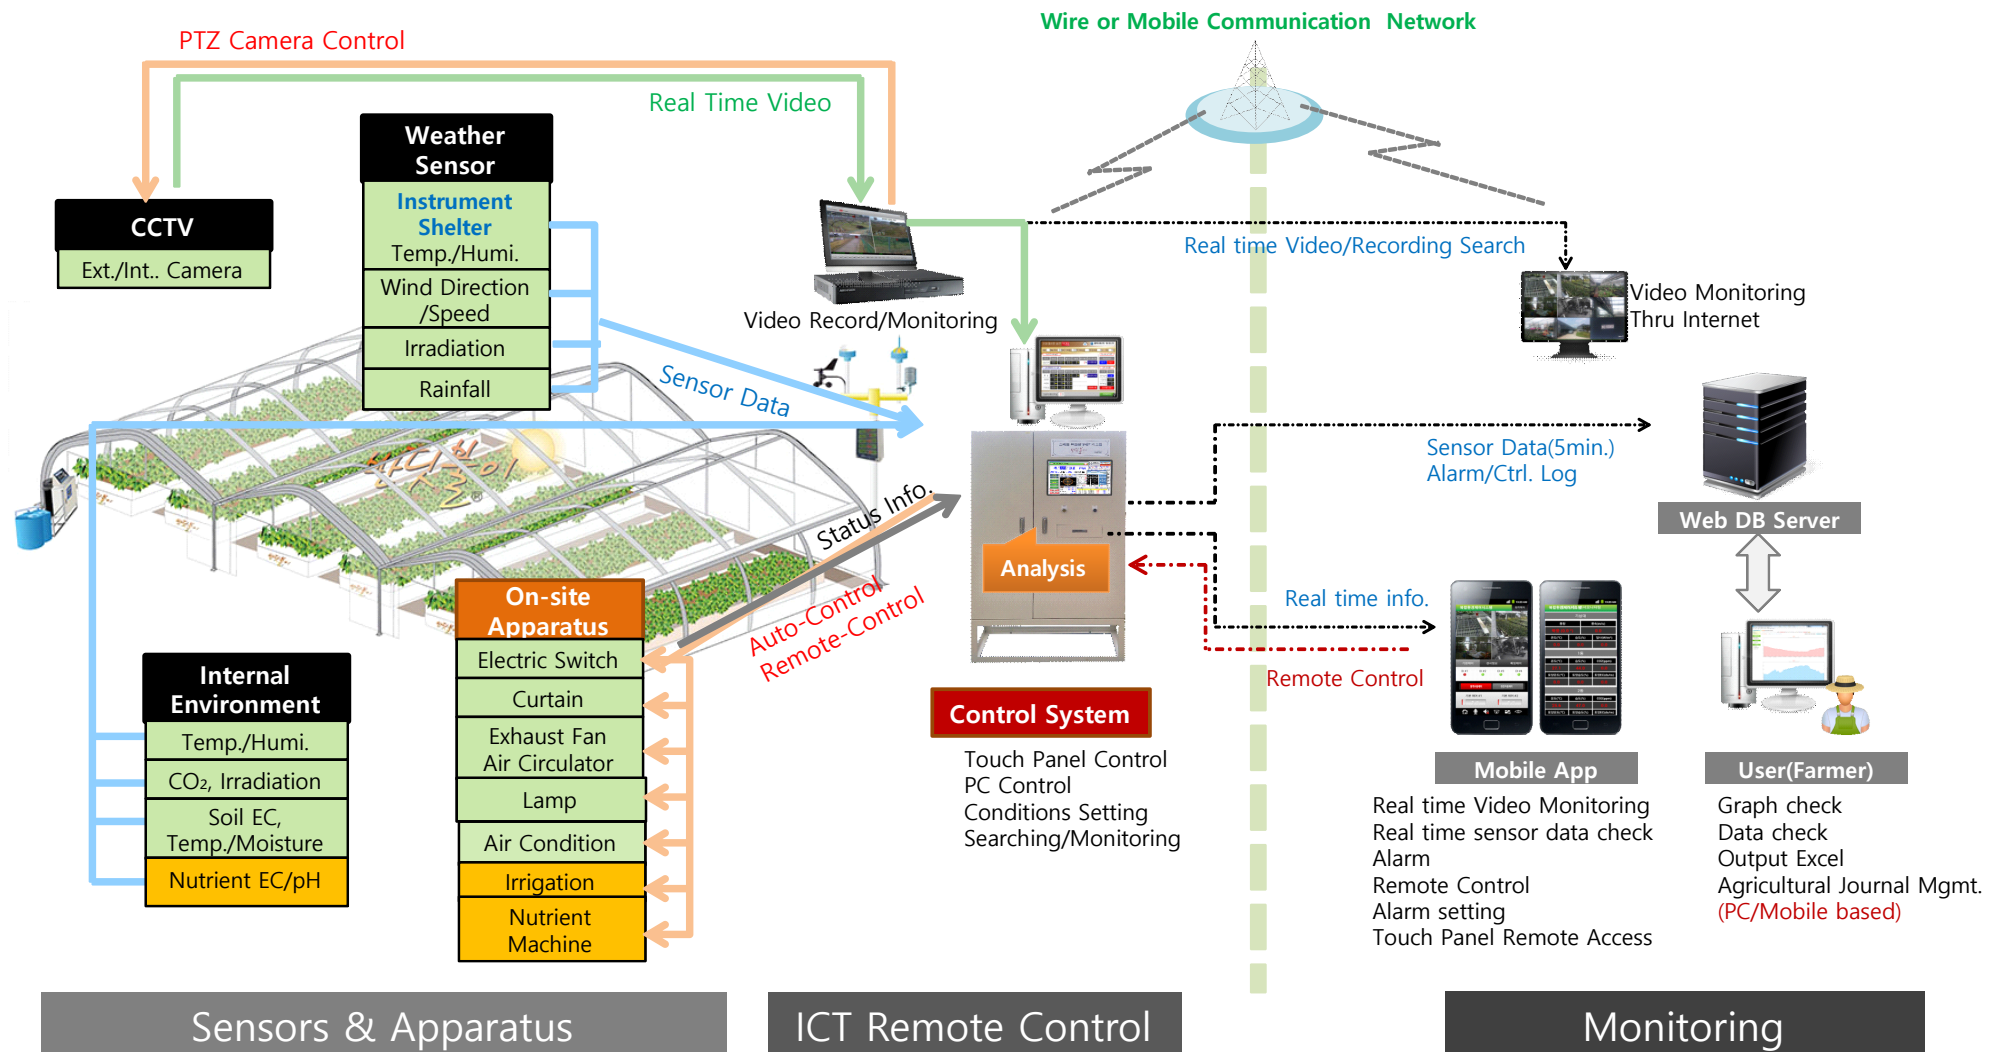 Wire or Mobile Communication Network
PTZ Camera Control
Real Time Video
Weather
Sensor
Instrument
Shelter
Temp./Humi.
Wind Direction
/Speed
Irradiation
Rainfall
CCTV
Ext./Int.. Camera
Video Record/Monitoring
Real time Video/Recording Search
Video Monitoring
Thru Internet
Sensor Data
Sensor Data(5min.)
Alarm/Ctrl. Log
Web DB Server
Status Info.
Auto-Control
Remote-Control
Analysis
Real time info.
Remote Control
On-site
Apparatus
Electric Switch
Curtain
Exhaust Fan
Air Circulator
Lamp
Air Condition
Irrigation
Nutrient
Machine
Internal
Environment
Temp./Humi.
CO₂, Irradiation
Soil EC,
Temp./Moisture
Nutrient EC/pH
Control System
Touch Panel Control
PC Control
Conditions Setting
Searching/Monitoring
Mobile App
Real time Video Monitoring
Real time sensor data check
Alarm
Remote Control
Alarm setting
Touch Panel Remote Access
User(Farmer)
Graph check
Data check
Output Excel
Agricultural Journal Mgmt.
(PC/Mobile based)
Sensors & Apparatus
ICT Remote Control
Monitoring